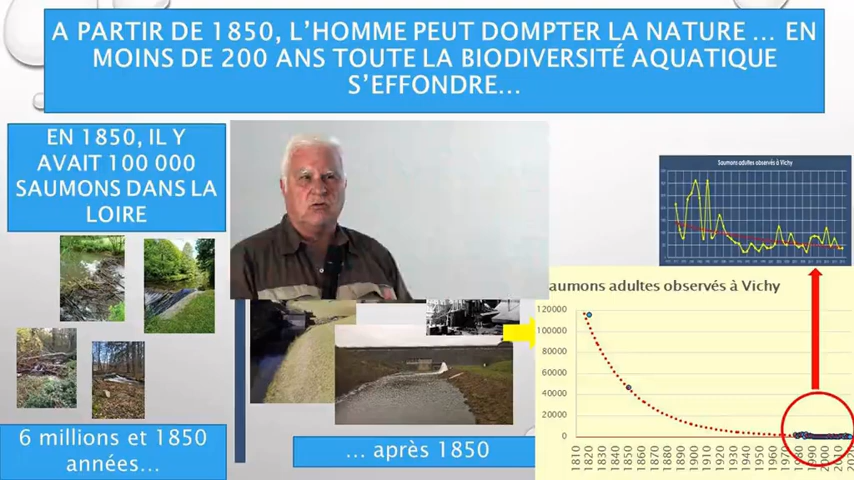 A PARTIR DE 1850, L’HOMME PEUT DOMPTER LA NATURE … EN
MOINS DE 200 ANS TOUTE LA BIODIVERSITÉ AQUATIQUE
S’EFFONDRE…
EN 1850, IL Y
AVAIT 100 000
SAUMONS DANS LA
LOIRE
Saumons adultes observés à Vichy
aumons adultes observés à Vichy
120000
100000
80000
60000
40000
20000
0
1810 1820 1830 1840 1850 1860 1870 1880 1890 1900 1910 1920 1930 1940 1950 1960 1970 1980 1990 2000 2010
6 millions et 1850
années…
… après 1850